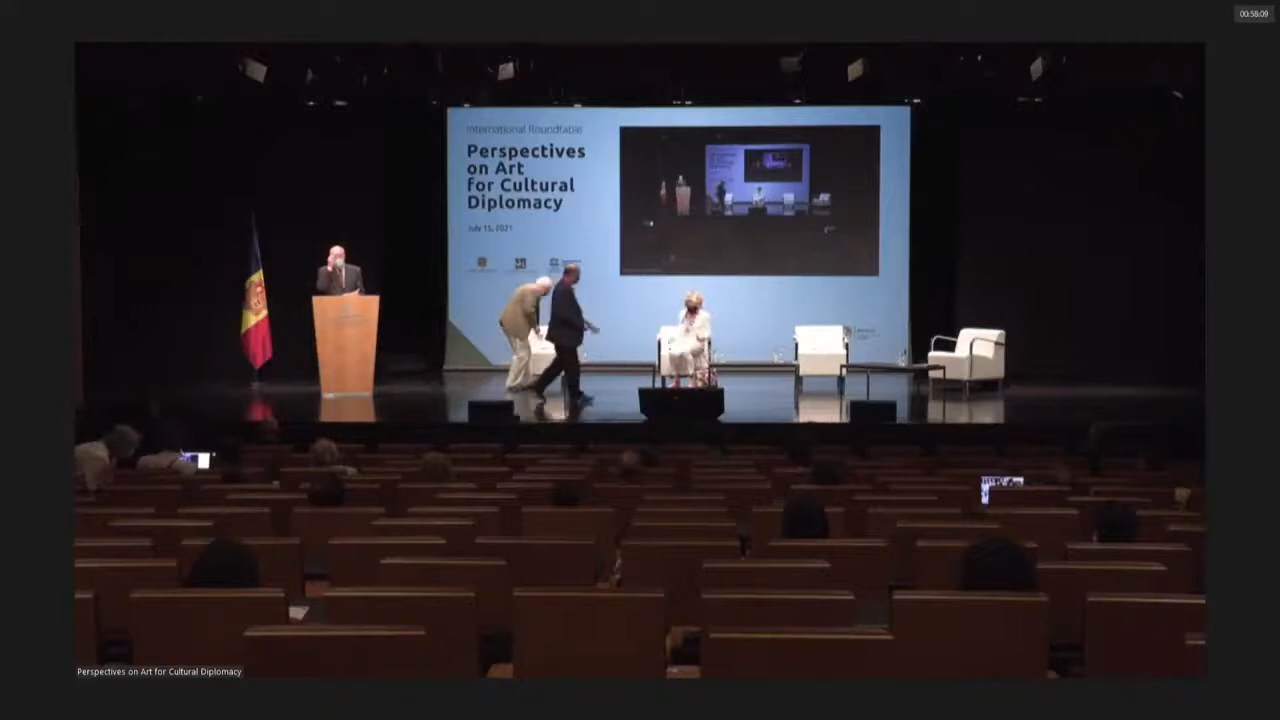 00:58:09
International Roundtable
Perspectives
on Art
for Cultural
Diplomacy
July 15, 2021
Perspectives on Art for Cultural Diplomacy